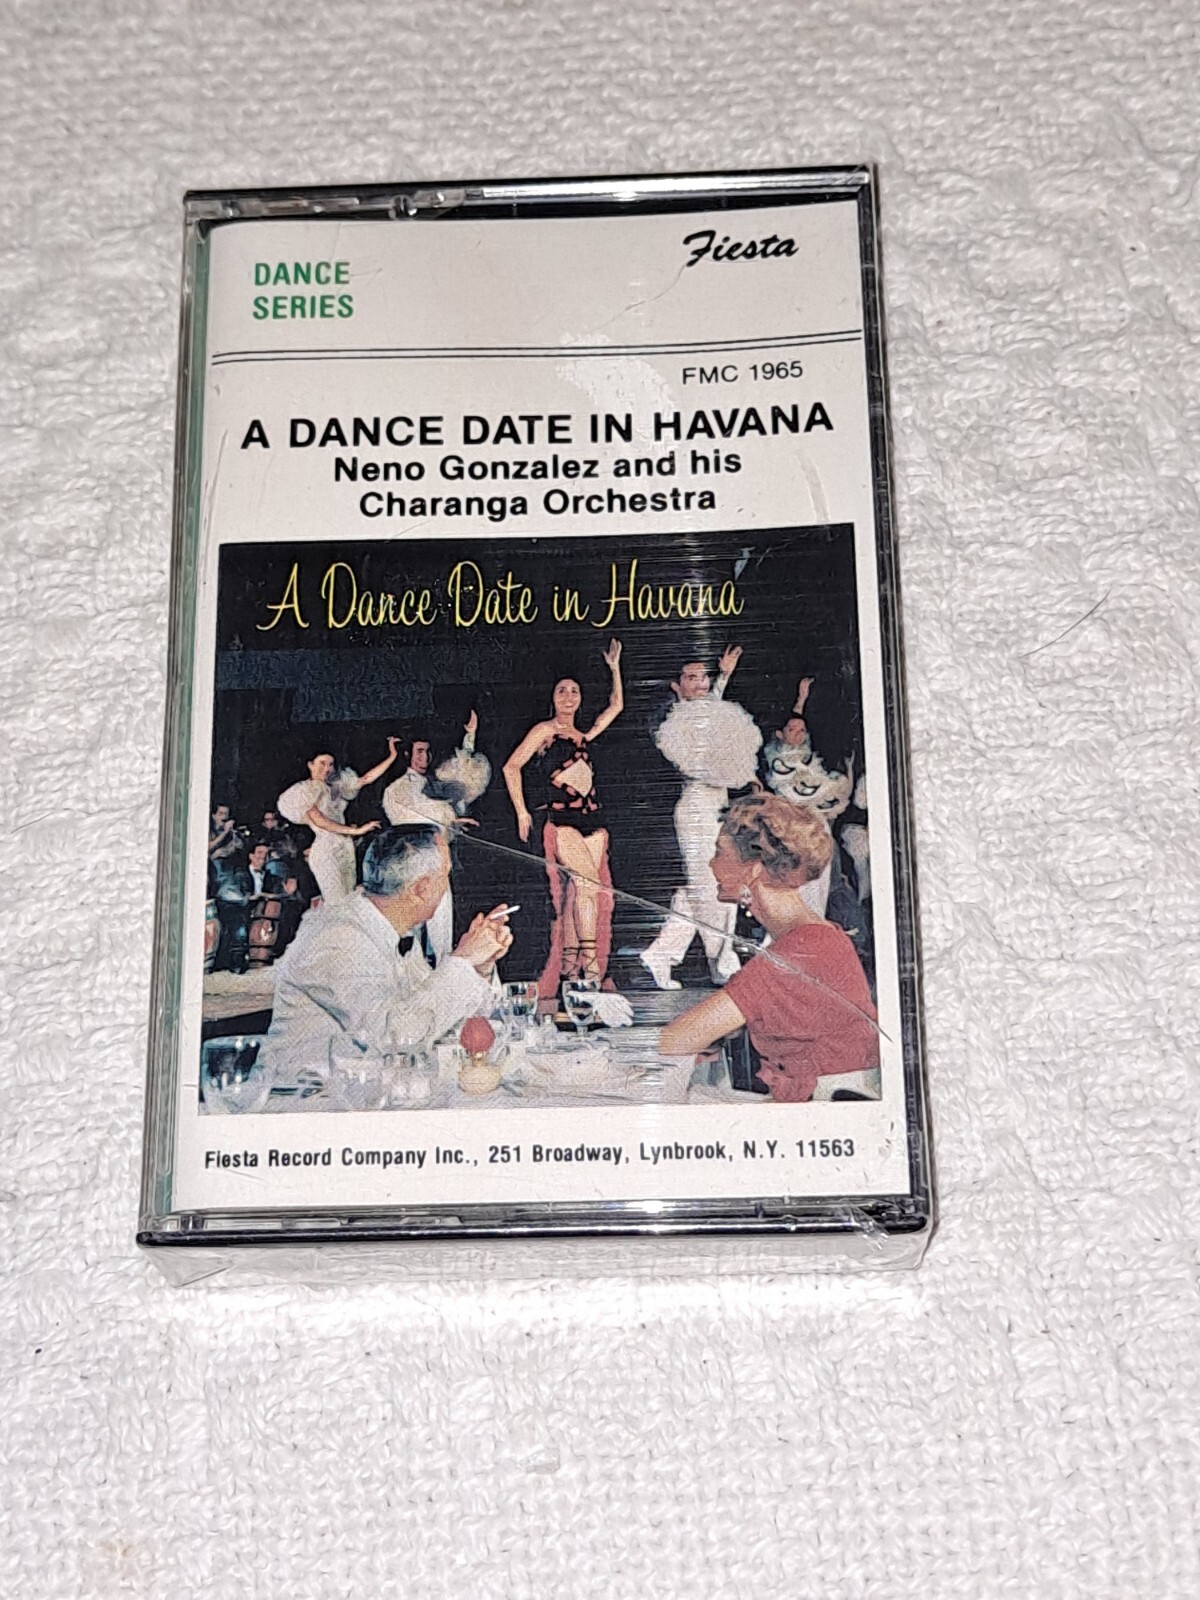 Fiesta
DANCE
SERIES
FMC 1965
A DANCE DATE IN HAVANA
Neno Gonzalez and his
Charanga Orchestra
A Dance Date in Havana
Fiesta Record Company Inc., 251 Broadway, Lynbrook, N.Y. 11563